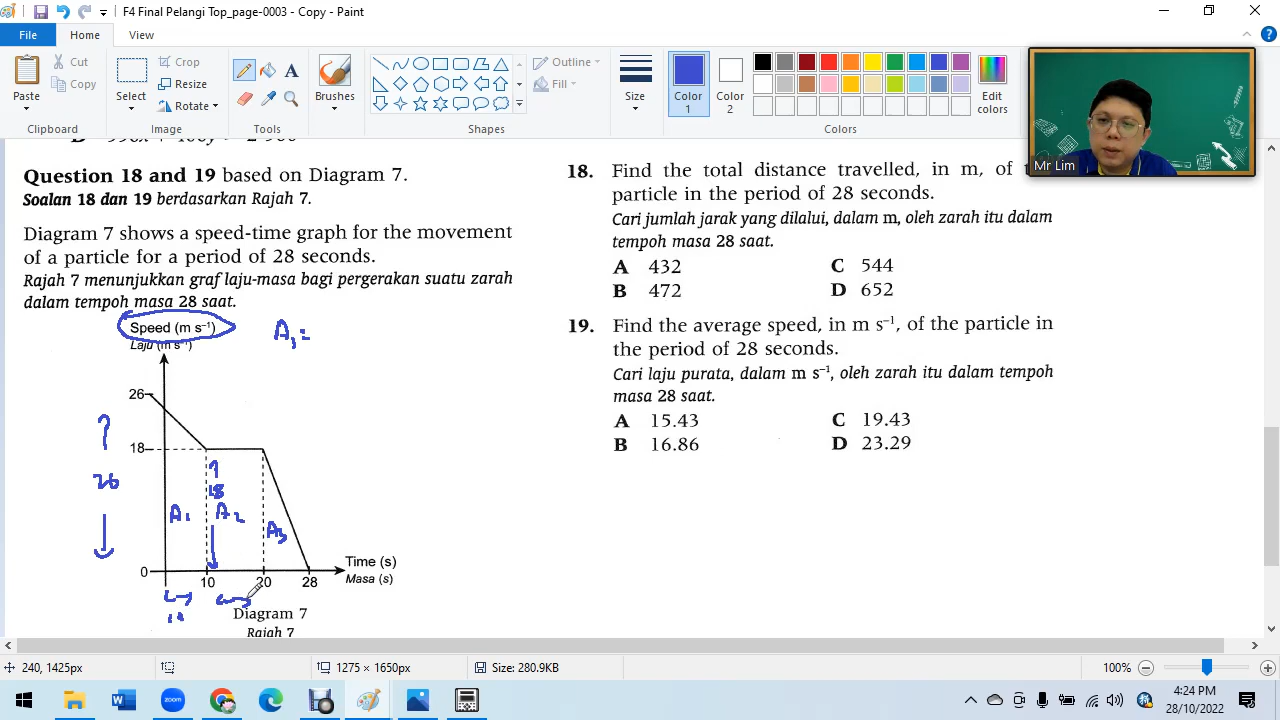 F4 Final Pelangi Top_page-0003 - Copy - Paint
File
Home
View
Paste
Cut
Copy
Clipboard
Select
Crop
Resize
Rotate
Image
Tools
Brushes
Shapes
Outline
Fill
Size
Color 1
Color 2
Colors
Edit colors
Mr Lim
Question 18 and 19 based on Diagram 7.
Soalan 18 dan 19 berdasarkan Rajah 7.
Diagram 7 shows a speed-time graph for the movement
of a particle for a period of 28 seconds.
Rajah 7 menunjukkan graf laju-masa bagi pergerakan suatu zarah
dalam tempoh masa 28 saat.
Speed (m s⁻¹)
Laju (m s⁻¹)
A₁ =
26
18
26
18
A₁
A₂
A₃
0
10
20
28
Time (s)
Masa (s)
10
Diagram 7
Rajah 7
18. Find the total distance travelled, in m, of
particle in the period of 28 seconds.
Cari jumlah jarak yang dilalui, dalam m, oleh zarah itu dalam
tempoh masa 28 saat.
A 432 C 544
B 472 D 652
19. Find the average speed, in m s⁻¹, of the particle in
the period of 28 seconds.
Cari laju purata, dalam m s⁻¹, oleh zarah itu dalam tempoh
masa 28 saat.
A 15.43 C 19.43
B 16.86 D 23.29
240, 1425px
1275 × 1650px
Size: 280.9KB
100%
4:24 PM
28/10/2022